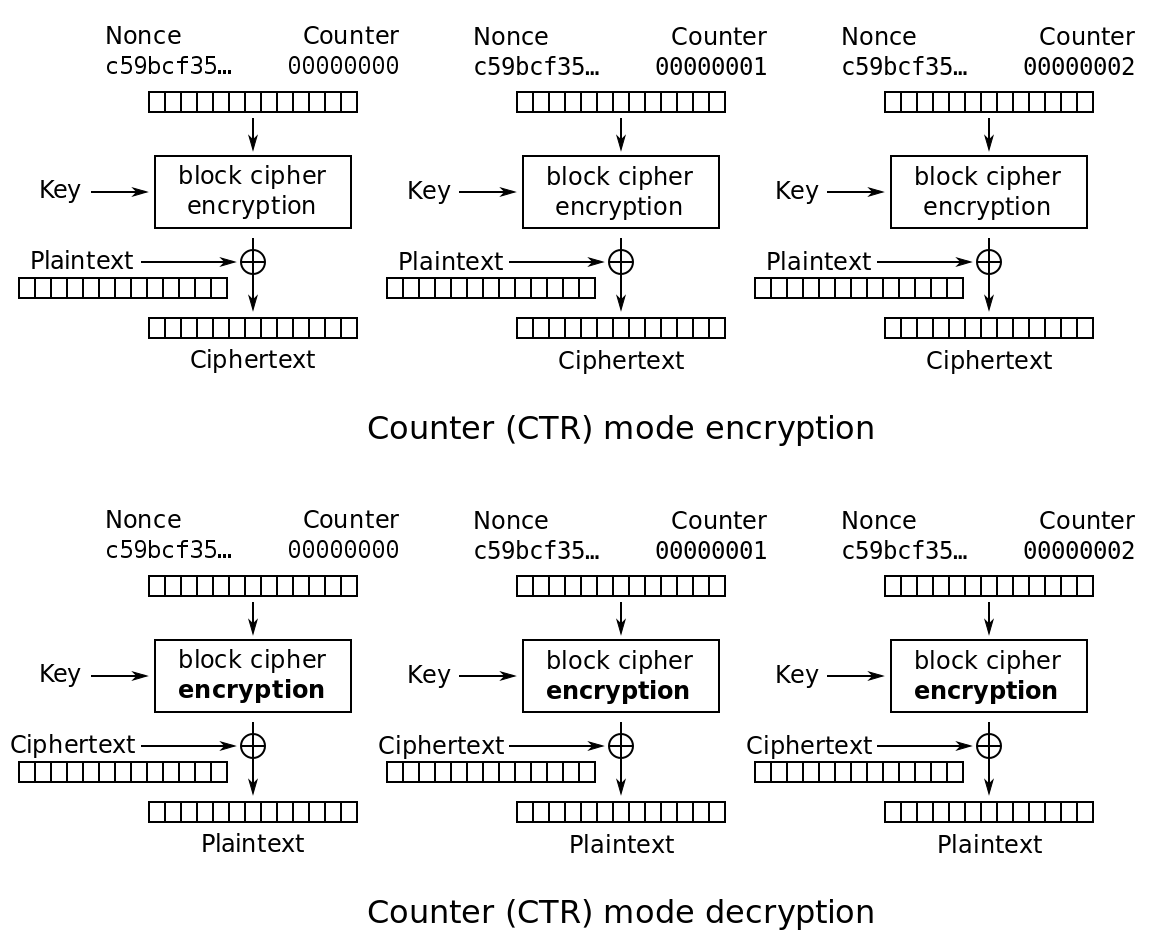 Nonce Counter Nonce Counter Nonce Counter
c59bcf35… 00000000 c59bcf35… 00000001 c59bcf35… 00000002
block cipher block cipher block cipher
Key Key Key
encryption encryption encryption
Plaintext Plaintext Plaintext
Ciphertext Ciphertext Ciphertext
Counter (CTR) mode encryption
Nonce Counter Nonce Counter Nonce Counter
c59bcf35… 00000000 c59bcf35… 00000001 c59bcf35… 00000002
block cipher block cipher block cipher
Key Key Key
encryption encryption encryption
Ciphertext Ciphertext Ciphertext
Plaintext Plaintext Plaintext
Counter (CTR) mode decryption